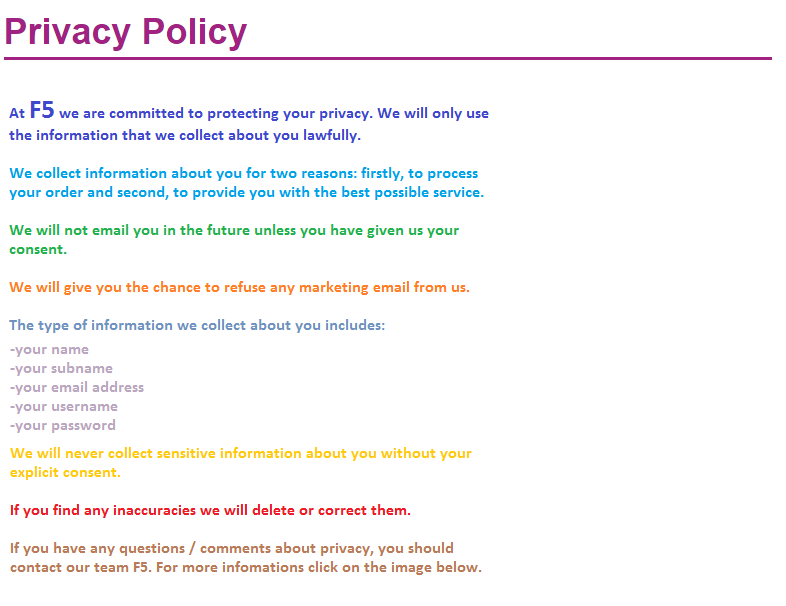 Privacy Policy
At F5 we are committed to protecting your privacy. We will only use
the information that we collect about you lawfully.
We collect information about you for two reasons: firstly, to process
your order and second, to provide you with the best possible service.
We will not email you in the future unless you have given us your
consent.
We will give you the chance to refuse any marketing email from us.
The type of information we collect about you includes:
-your name
-your subname
-your email address
-your username
-your password
We will never collect sensitive information about you without your
explicit consent.
If you find any inaccuracies we will delete or correct them.
If you have any questions / comments about privacy, you should
contact our team F5. For more infomations click on the image below.